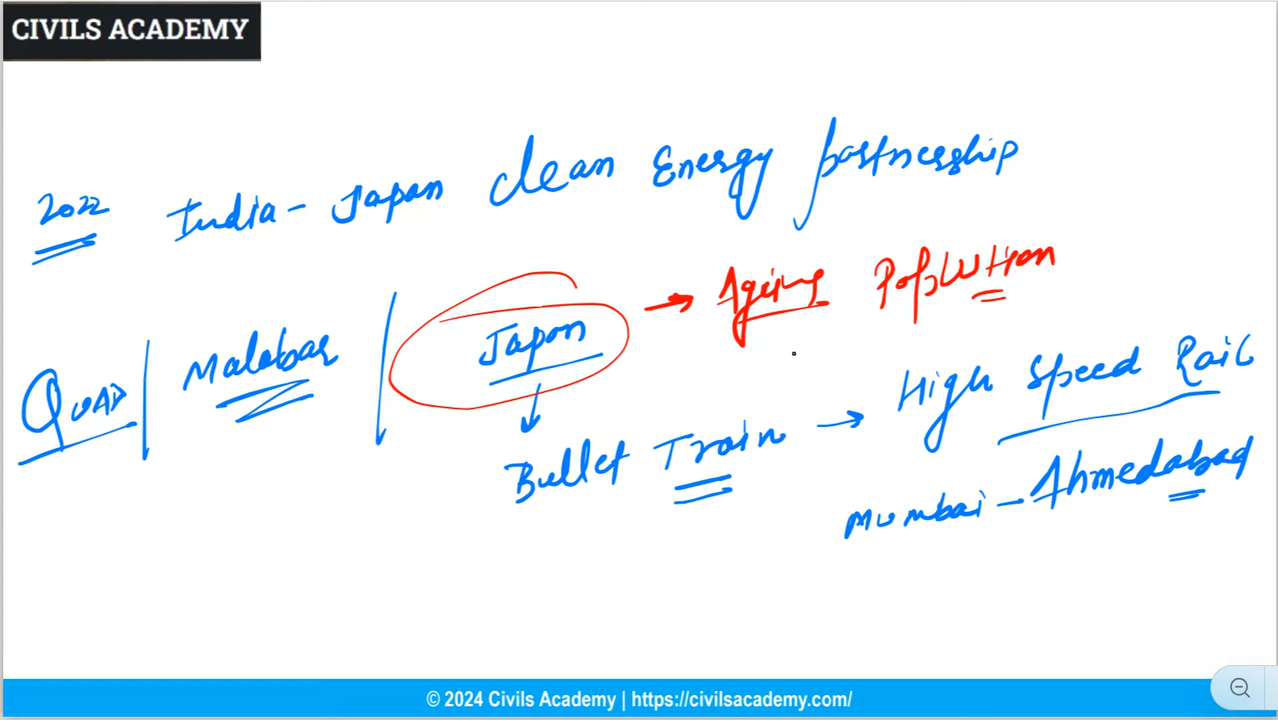 CIVILS ACADEMY
2022 India - Japan clean Energy partnership
Japan → Ageing Poplution
QUAD | Malabar |
Bullet Train → High Speed Rail
Mumbai - Ahmedabad
© 2024 Civils Academy | https://civilsacademy.com/